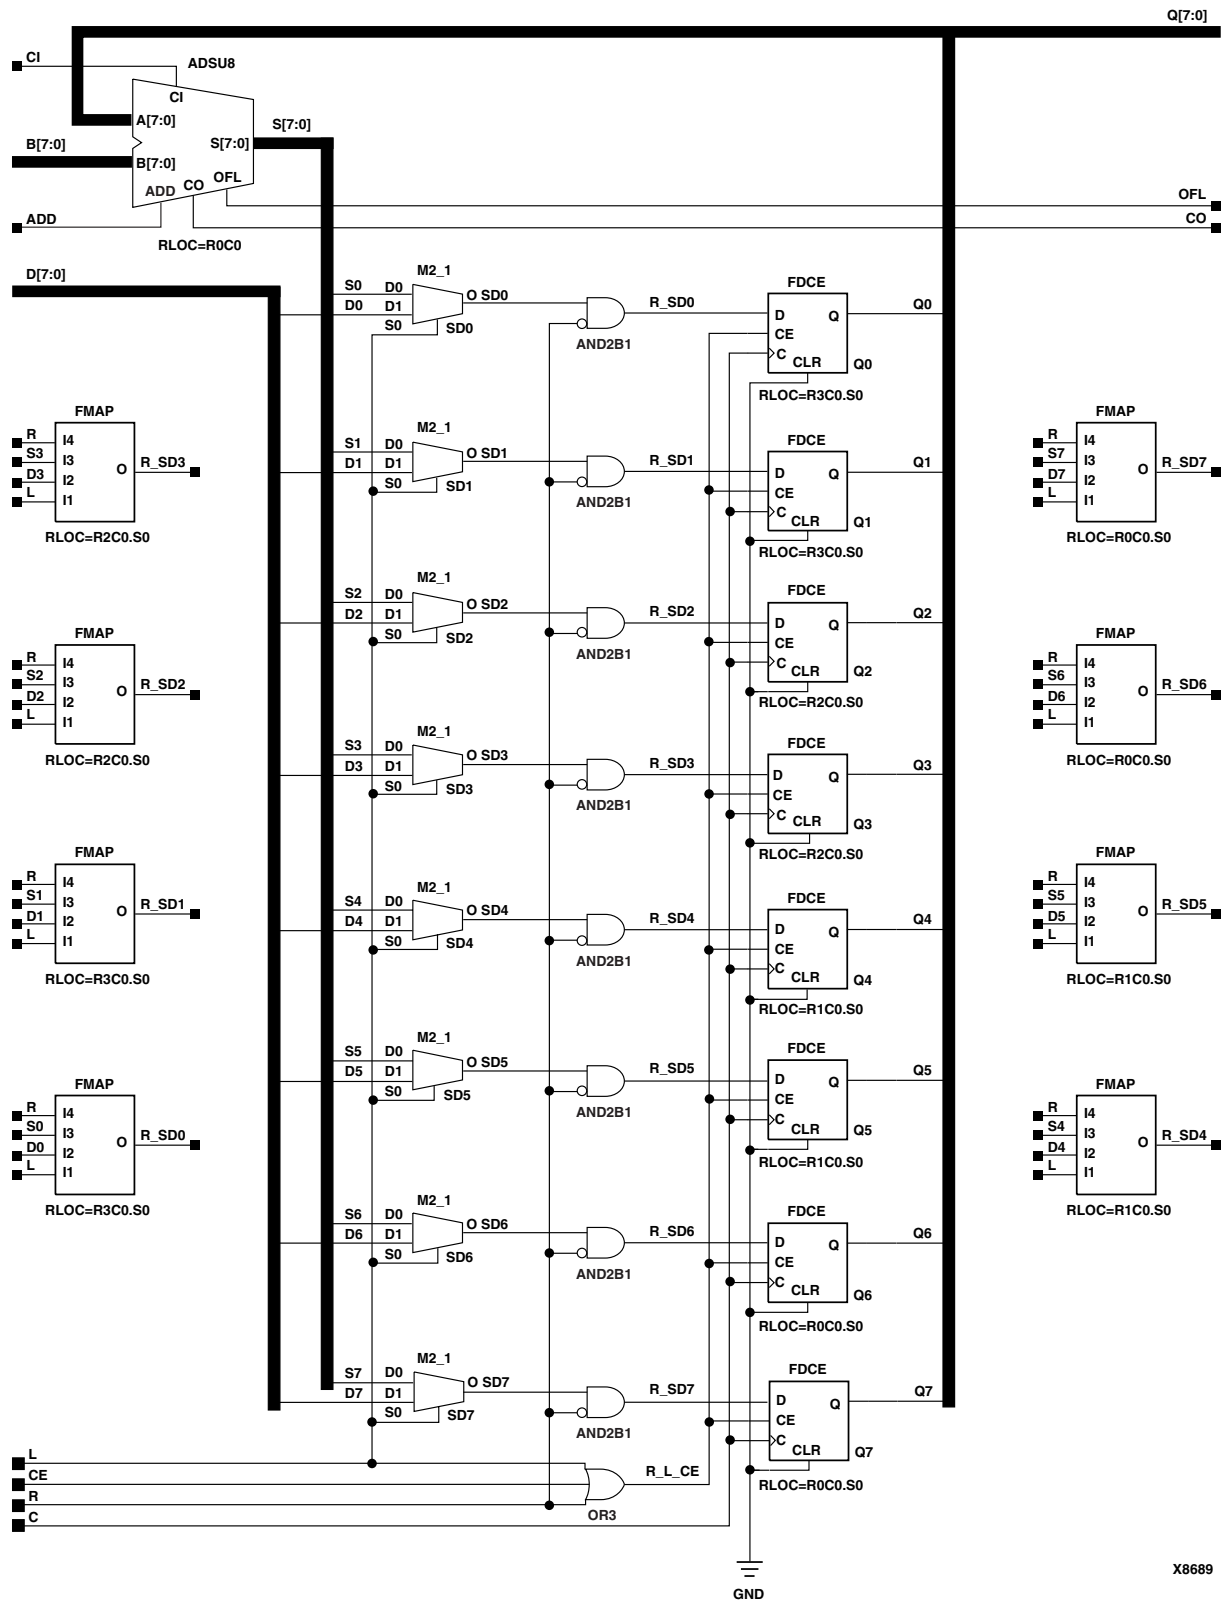 Q[7:0]
CI
ADSU8
CI
A[7:0]
S[7:0]
B[7:0]
S[7:0]
B[7:0]
ADD
CO
OFL
OFL
ADD
CO
RLOC=R0C0
D[7:0]
M2_1
S0 D0
D0 D1
S0
O SD0
SD0
AND2B1
R_SD0
FDCE
D
Q
CE
C
CLR
Q0
Q0
RLOC=R3C0.S0
FMAP
R I4
S3 I3
D3 I2
L I1
O
R_SD3
RLOC=R2C0.S0
M2_1
S1 D0
D1 D1
S0
O SD1
SD1
AND2B1
R_SD1
FDCE
D
Q
CE
C
CLR
Q1
Q1
RLOC=R3C0.S0
FMAP
R I4
S7 I3
D7 I2
L I1
O
R_SD7
RLOC=R0C0.S0
M2_1
S2 D0
D2 D1
S0
O SD2
SD2
AND2B1
R_SD2
FDCE
D
Q
CE
C
CLR
Q2
Q2
RLOC=R2C0.S0
FMAP
R I4
S2 I3
D2 I2
L I1
O
R_SD2
RLOC=R2C0.S0
FMAP
R I4
S6 I3
D6 I2
L I1
O
R_SD6
RLOC=R0C0.S0
M2_1
S3 D0
D3 D1
S0
O SD3
SD3
AND2B1
R_SD3
FDCE
D
Q
CE
C
CLR
Q3
Q3
RLOC=R2C0.S0
FMAP
R I4
S1 I3
D1 I2
L I1
O
R_SD1
RLOC=R3C0.S0
M2_1
S4 D0
D4 D1
S0
O SD4
SD4
AND2B1
R_SD4
FDCE
D
Q
CE
C
CLR
Q4
Q4
RLOC=R1C0.S0
FMAP
R I4
S5 I3
D5 I2
L I1
O
R_SD5
RLOC=R1C0.S0
M2_1
S5 D0
D5 D1
S0
O SD5
SD5
AND2B1
R_SD5
FDCE
D
Q
CE
C
CLR
Q5
Q5
RLOC=R1C0.S0
FMAP
R I4
S0 I3
D0 I2
L I1
O
R_SD0
RLOC=R3C0.S0
FMAP
R I4
S4 I3
D4 I2
L I1
O
R_SD4
RLOC=R1C0.S0
M2_1
S6 D0
D6 D1
S0
O SD6
SD6
AND2B1
R_SD6
FDCE
D
Q
CE
C
CLR
Q6
Q6
RLOC=R0C0.S0
M2_1
S7 D0
D7 D1
S0
O SD7
SD7
AND2B1
R_SD7
FDCE
D
Q
CE
C
CLR
Q7
Q7
RLOC=R0C0.S0
L
CE
R
C
R_L_CE
OR3
GND
X8689